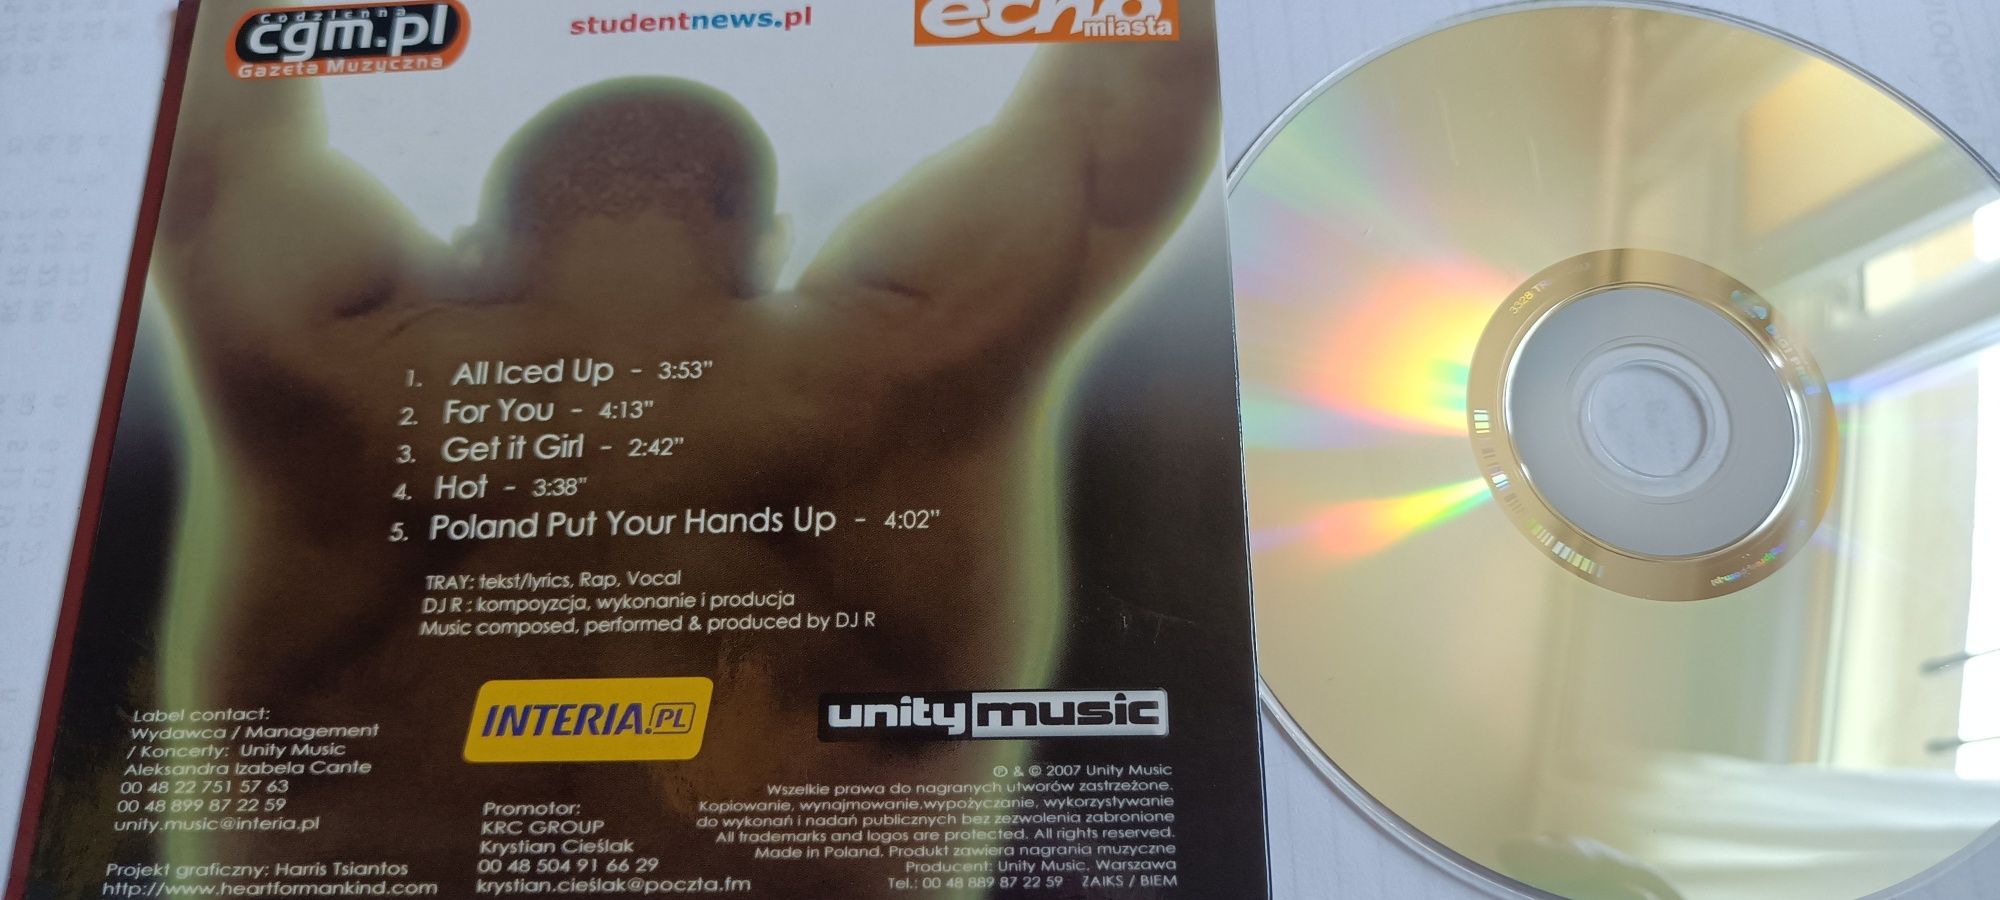 Codzienna
cgm.pl
Gazeta Muzyczna
studentnews.pl
echo
miasta
1. All Iced Up - 3:53"
2. For You - 4:13"
3. Get it Girl - 2:42"
4. Hot - 3:38"
5. Poland Put Your Hands Up - 4:02"
TRAY: tekst/lyrics, Rap, Vocal
DJ R : kompoyzcja, wykonanie i producja
Music composed, performed & produced by DJ R
INTERIA.PL
unity music
Label contact:
Wydawca / Management
/ Koncerty: Unity Music
Aleksandra Izabela Cante
00 48 22 751 57 63
00 48 899 87 22 59
unity.music@interia.pl
Projekt graficzny: Harris Tsiantos
http://www.heartformankind.com
Promotor:
KRC GROUP
Krystian Cieślak
00 48 504 91 66 29
krystian.cieślak@poczta.fm
℗ & © 2007 Unity Music
Wszelkie prawa do nagranych utworów zastrzeżone.
Kopiowanie, wynajmowanie,wypożyczanie, wykorzystywanie
do wykonań i nadań publicznych bez zezwolenia zabronione
All trademarks and logos are protected. All rights reserved.
Made in Poland. Produkt zawiera nagrania muzyczne
Producent: Unity Music. Warszawa
Tel.: 00 48 889 87 22 59 ZAIKS / BIEM
3328